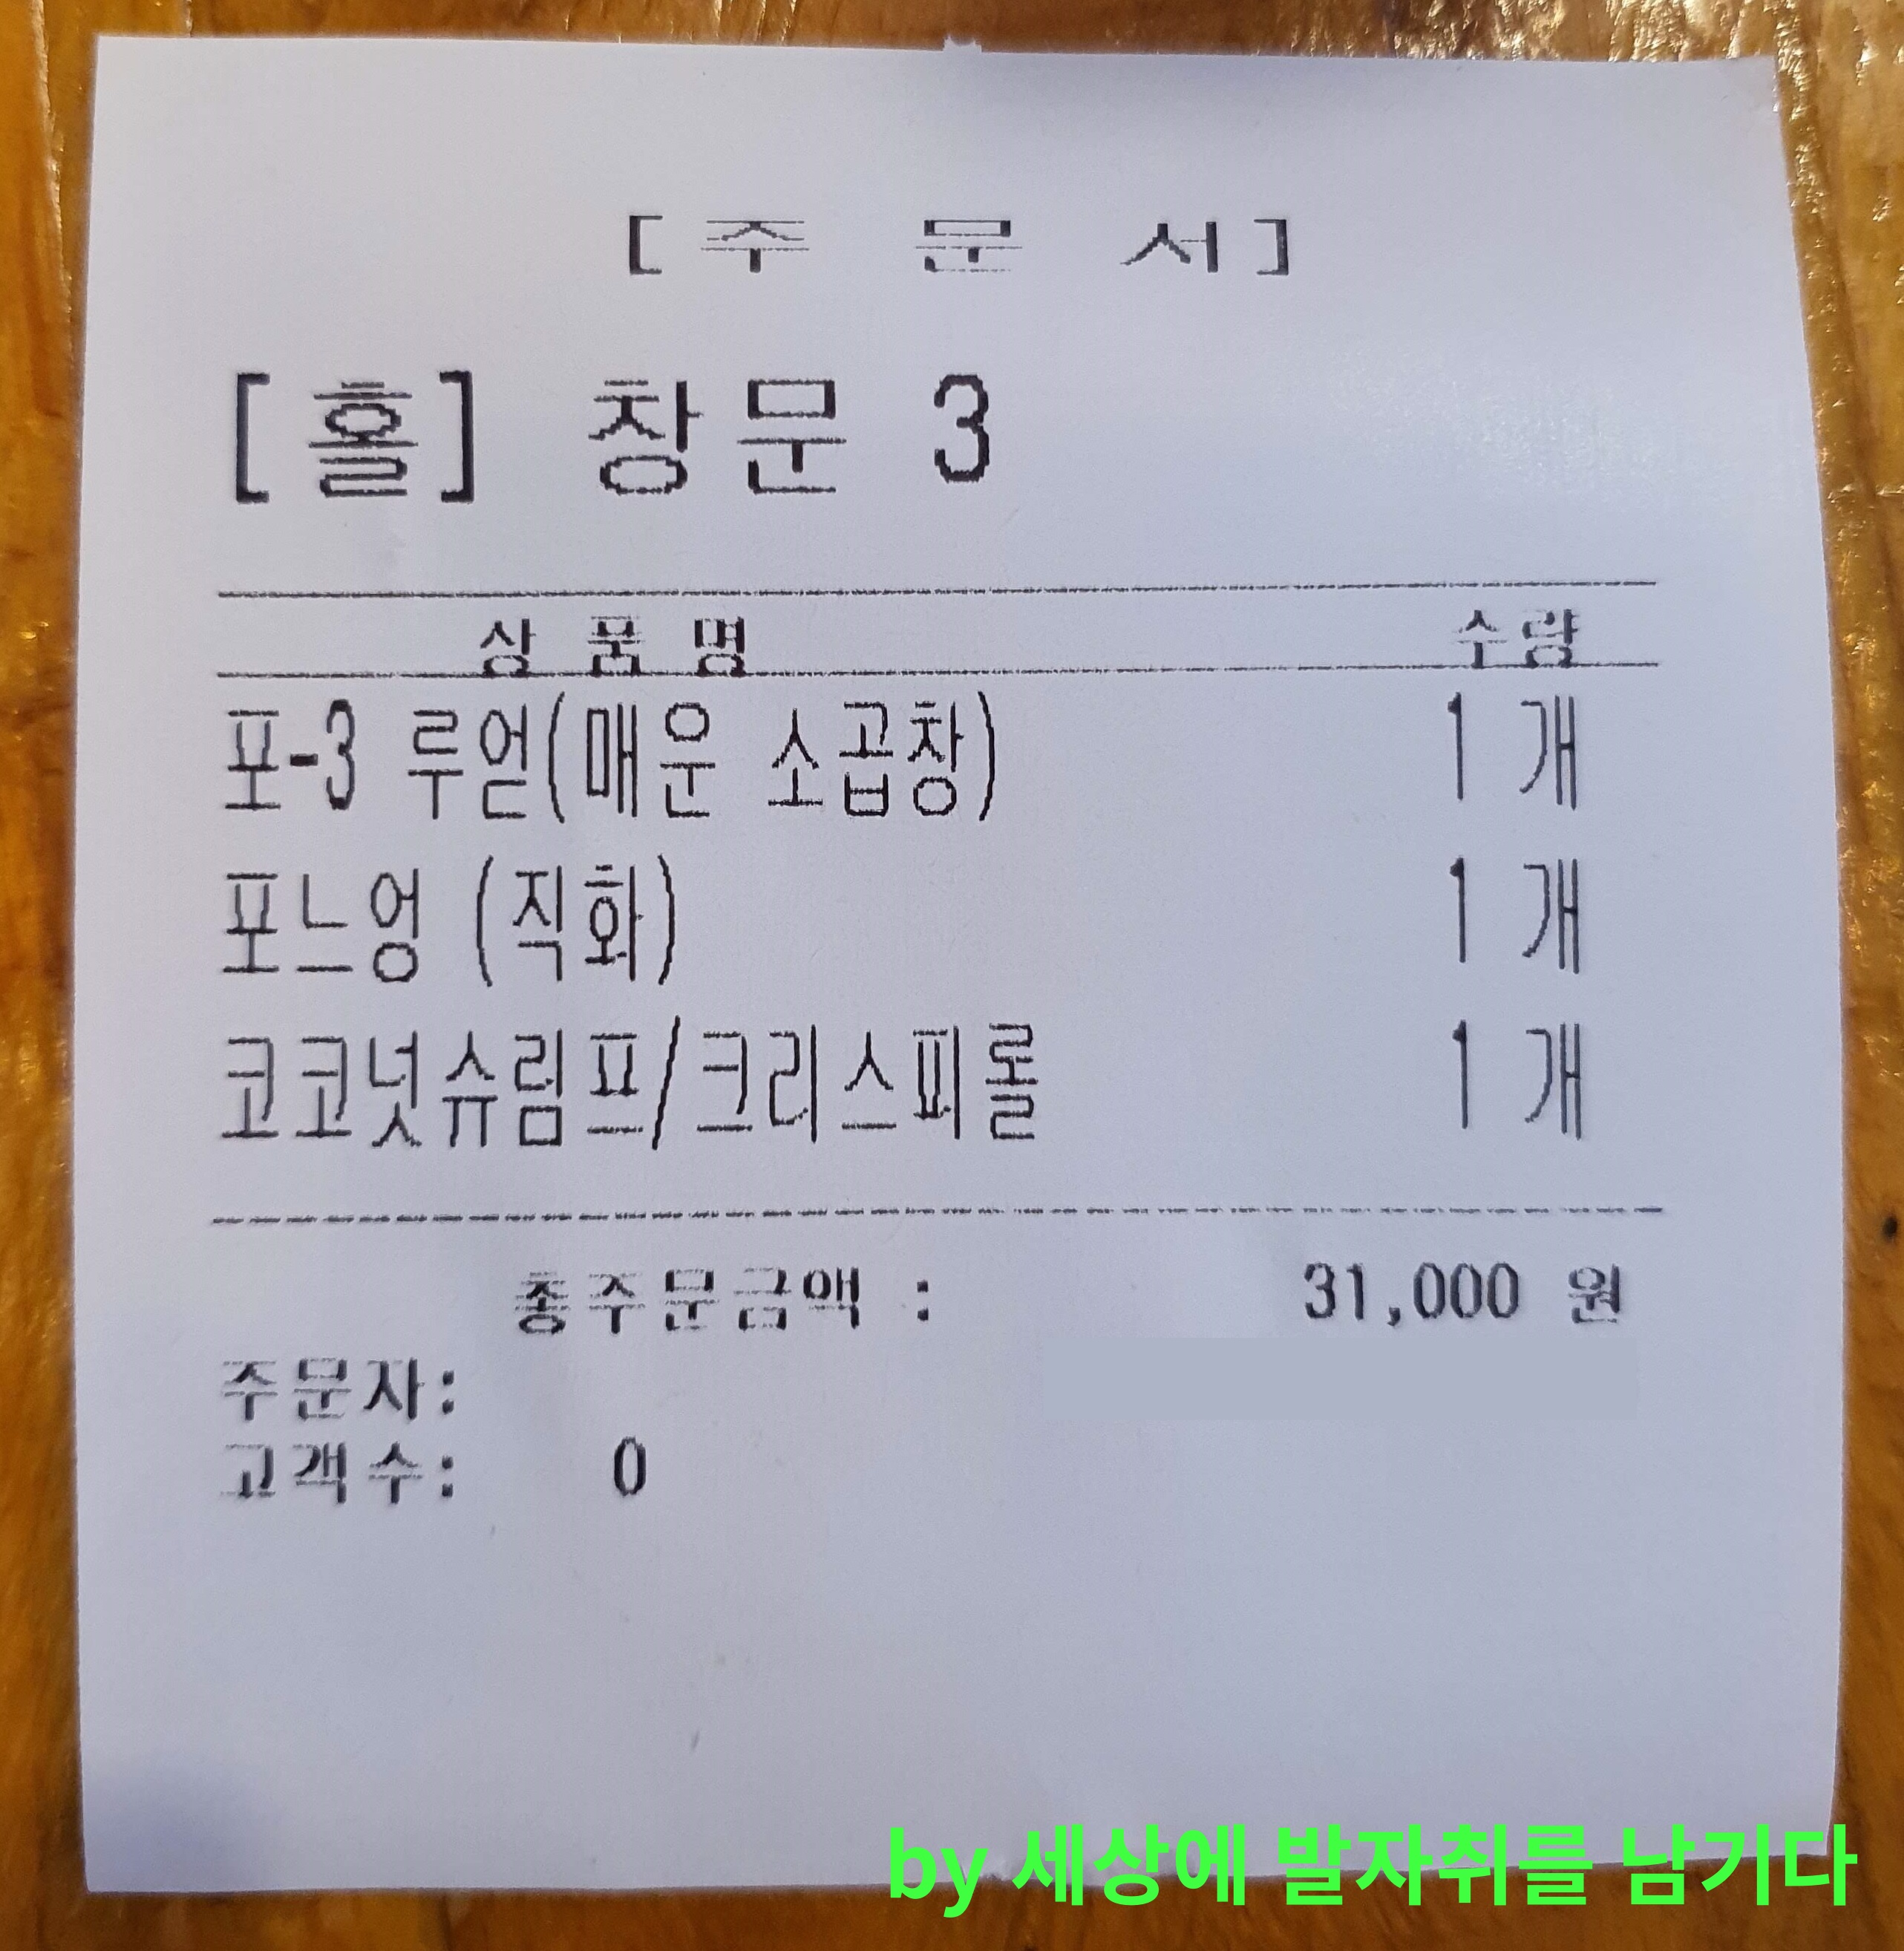 [주 문 서]
[홀] 창문 3
상 품 명 수량
포-3 루얻(매운 소곱창) 1 개
포느엉 (직화) 1 개
코코넛슈림프/크리스피롤 1 개
총주문금액 : 31,000 원
주문자:
고객수: 0
by 세상에 발자취를 남기다